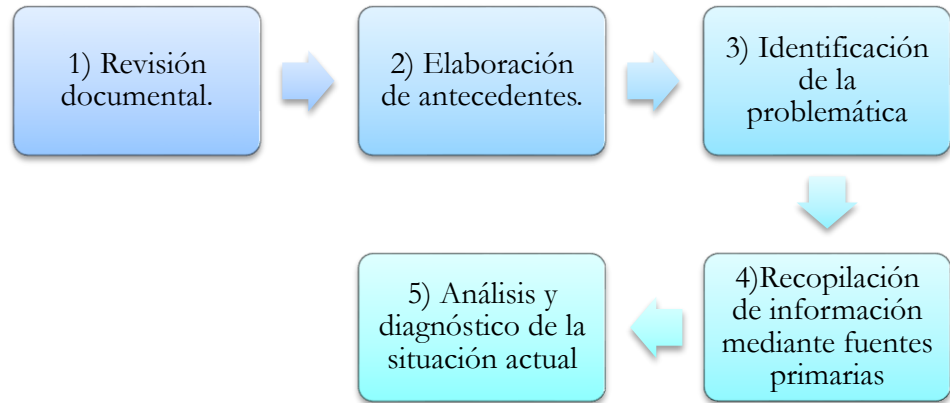 1) Revisión
documental.
2) Elaboración
de antecedentes.
3) Identificación
de la
problemática
4)Recopilación
de información
mediante fuentes
primarias
5) Análisis y
diagnóstico de la
situación actual